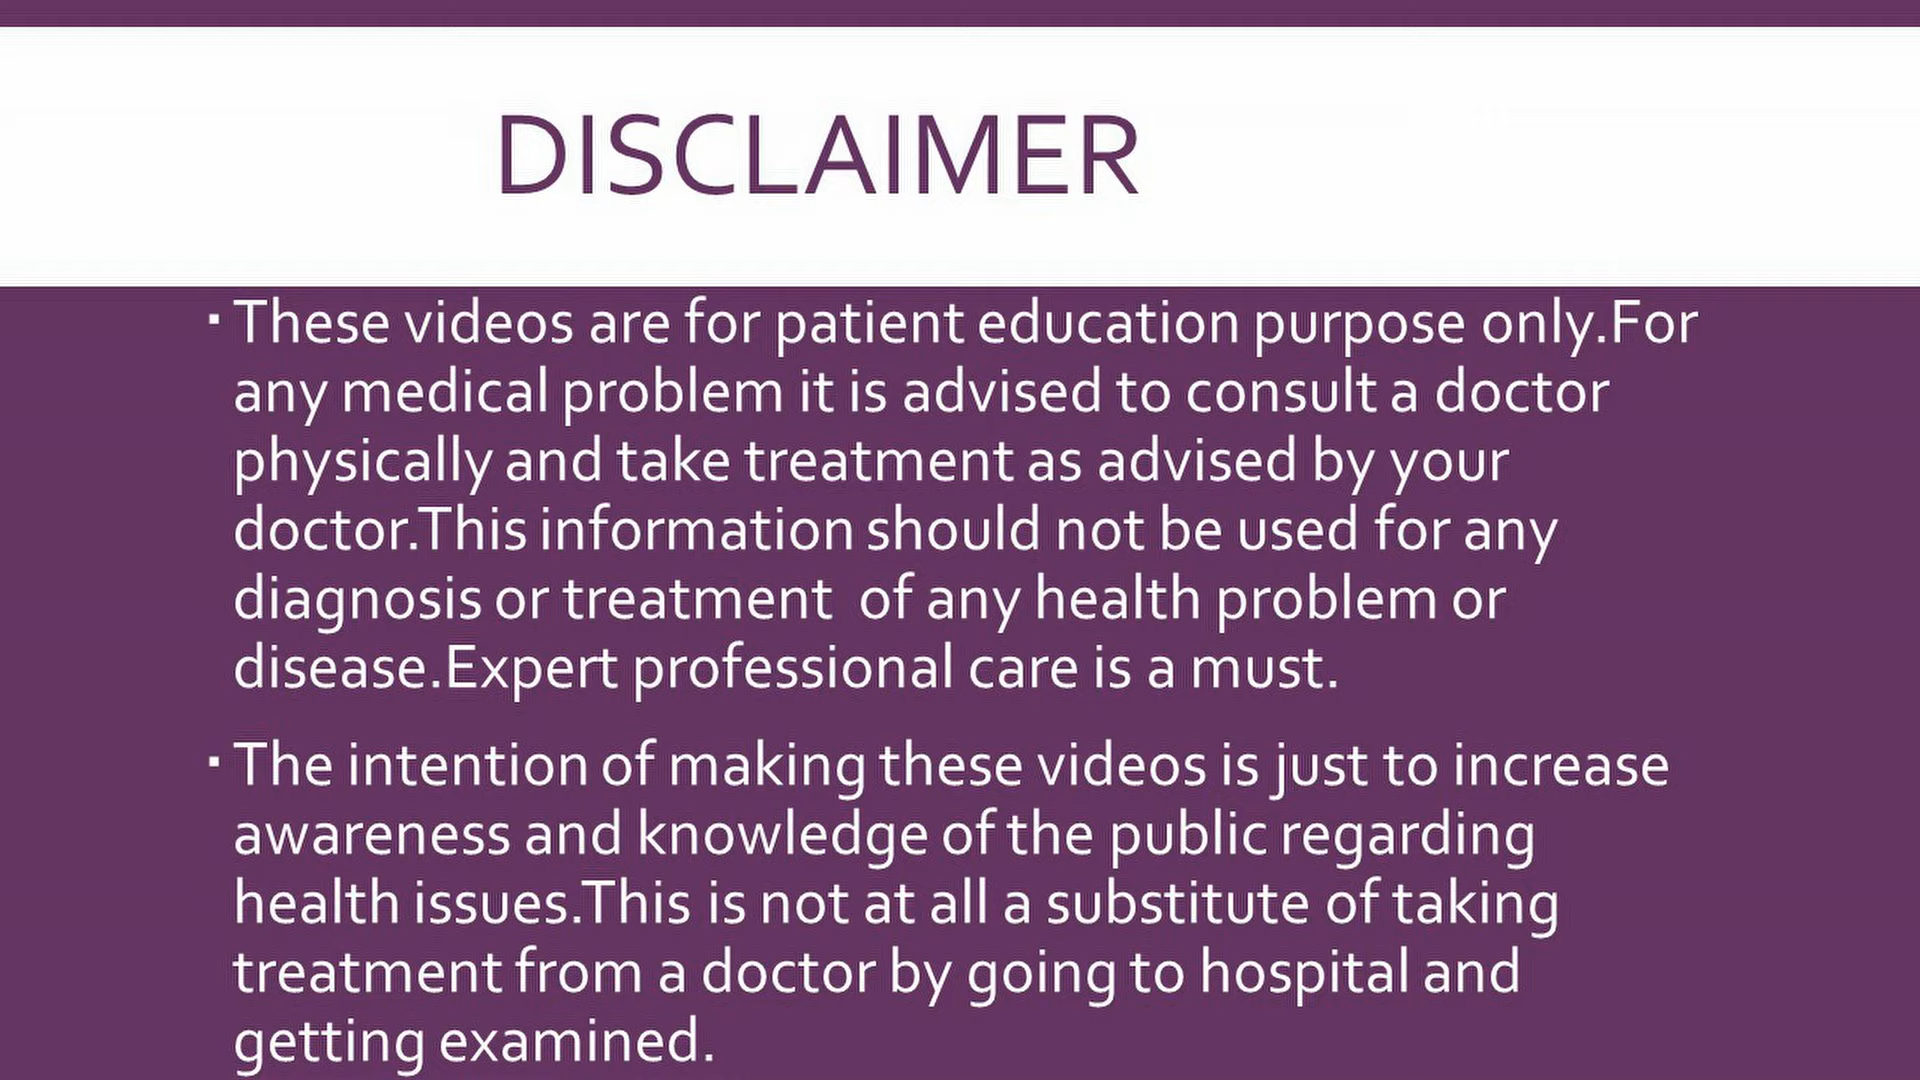 DISCLAIMER
▪ These videos are for patient education purpose only.For
any medical problem it is advised to consult a doctor
physically and take treatment as advised by your
doctor.This information should not be used for any
diagnosis or treatment  of any health problem or
disease.Expert professional care is a must.
▪ The intention of making these videos is just to increase
awareness and knowledge of the public regarding
health issues.This is not at all a substitute of taking
treatment from a doctor by going to hospital and
getting examined.